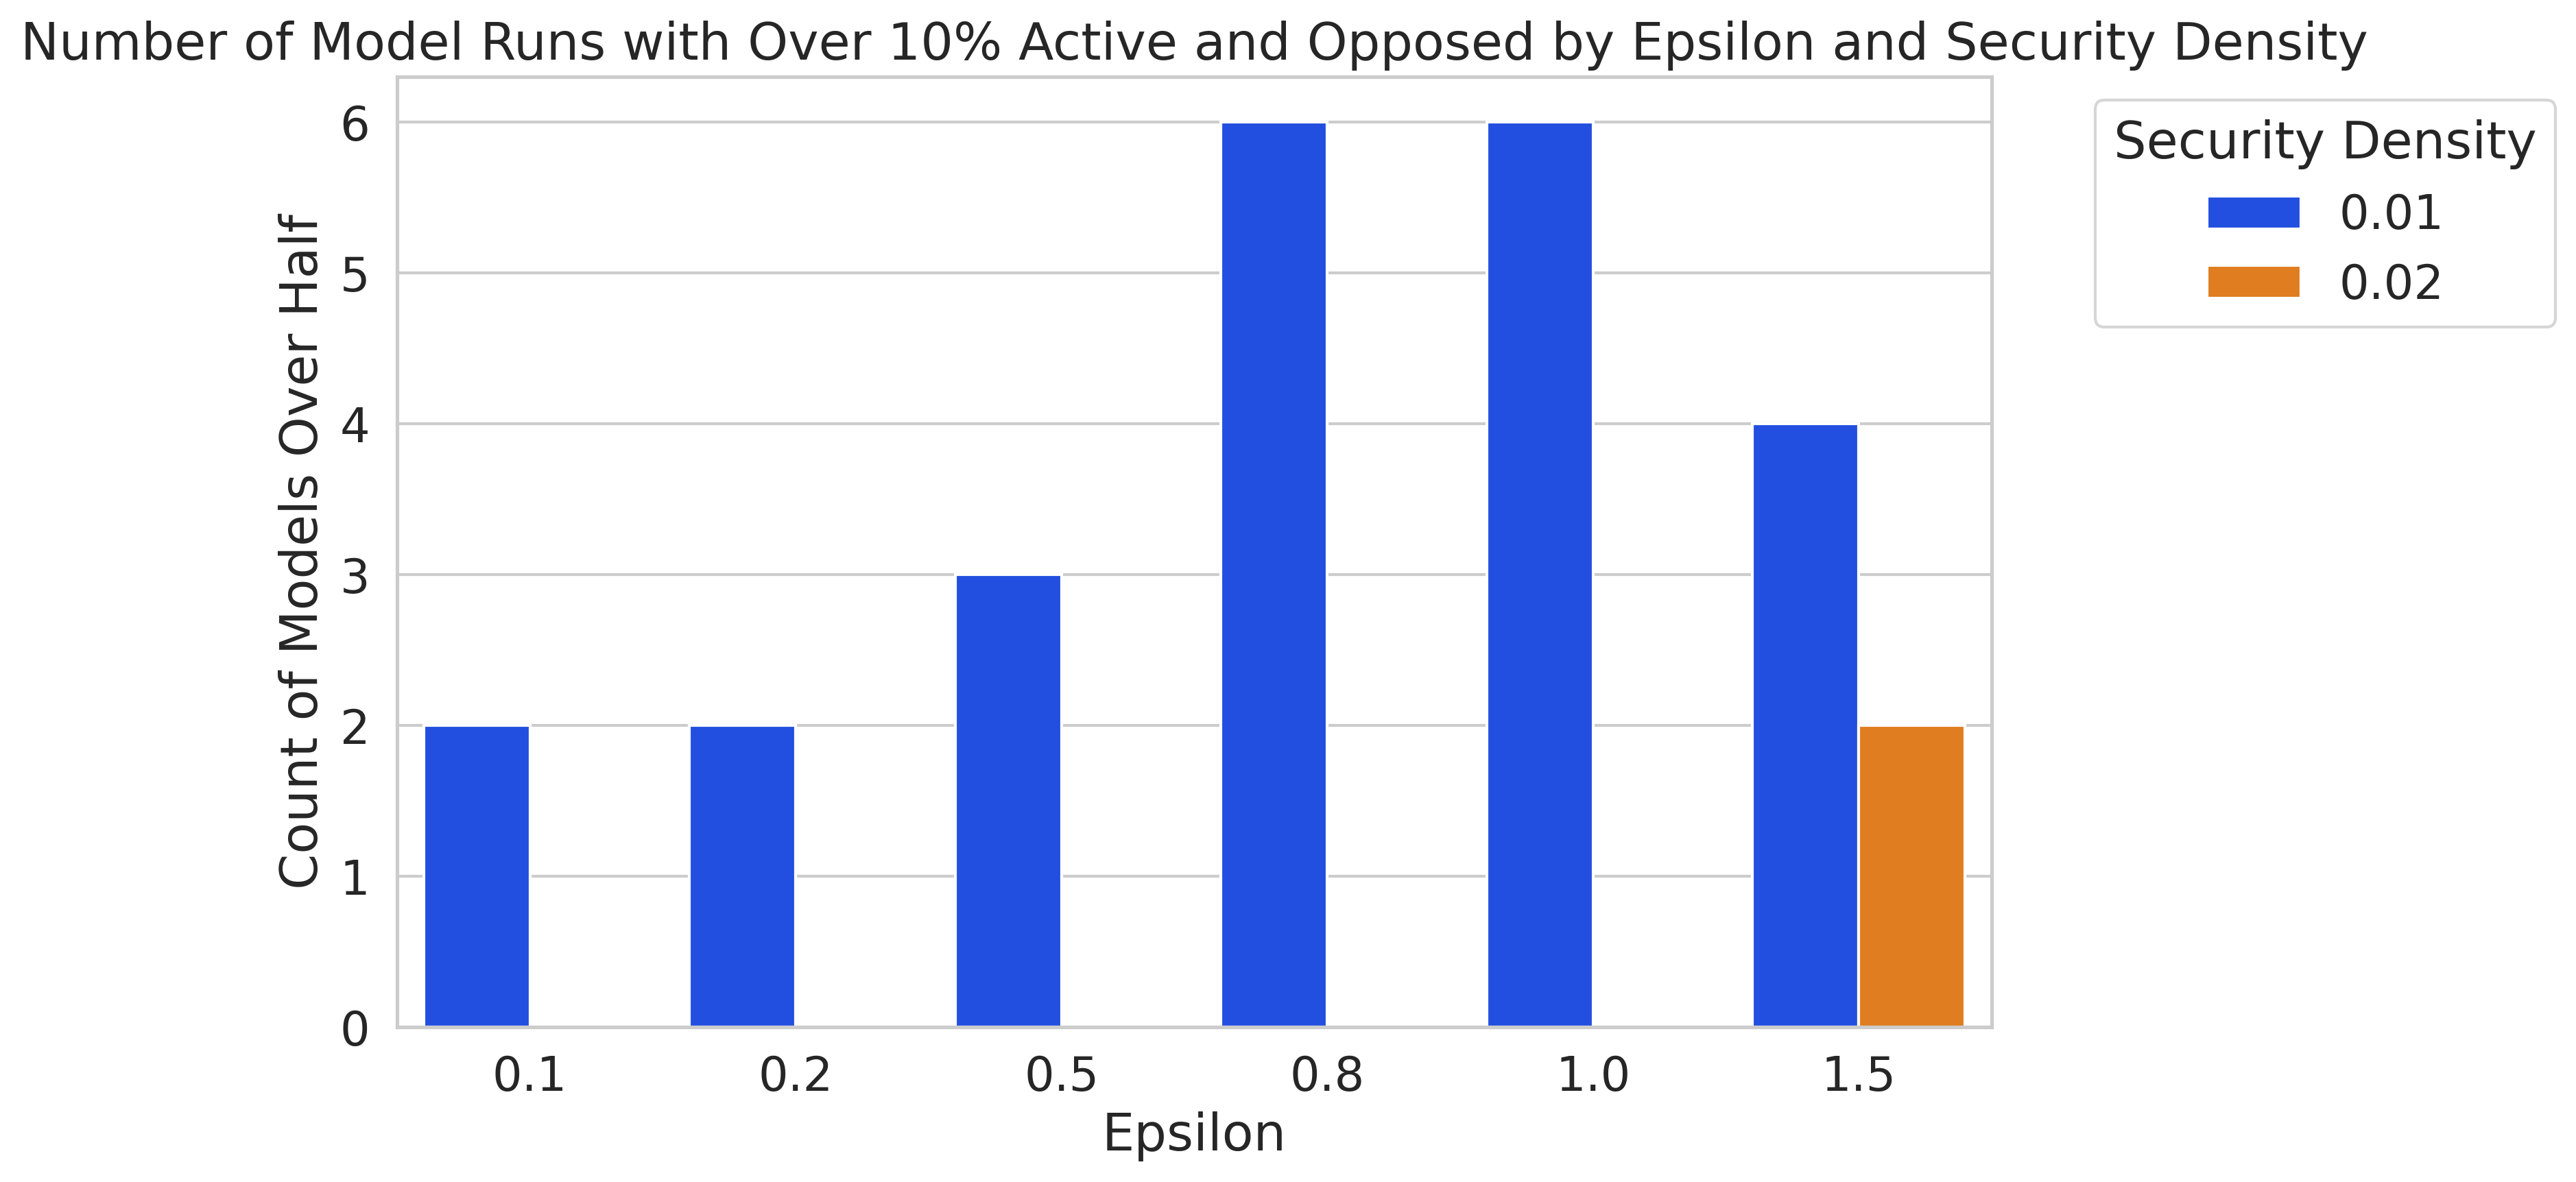 Number of Model Runs with Over 10% Active and Opposed by Epsilon and Security Density
Count of Models Over Half
6
5
4
3
2
1
0
0.1 0.2 0.5 0.8 1.0 1.5
Epsilon
Security Density
0.01
0.02